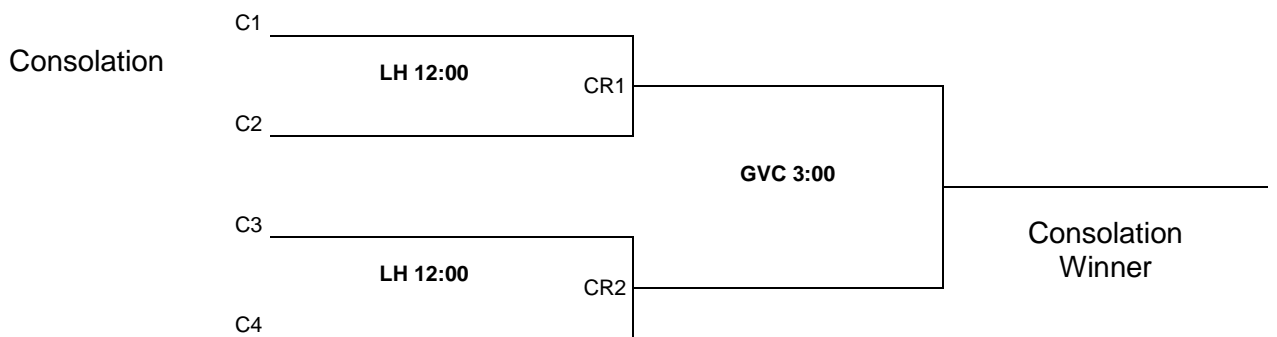 C1
Consolation
LH 12:00
CR1
C2
GVC 3:00
C3
Consolation
Winner
LH 12:00
CR2
C4